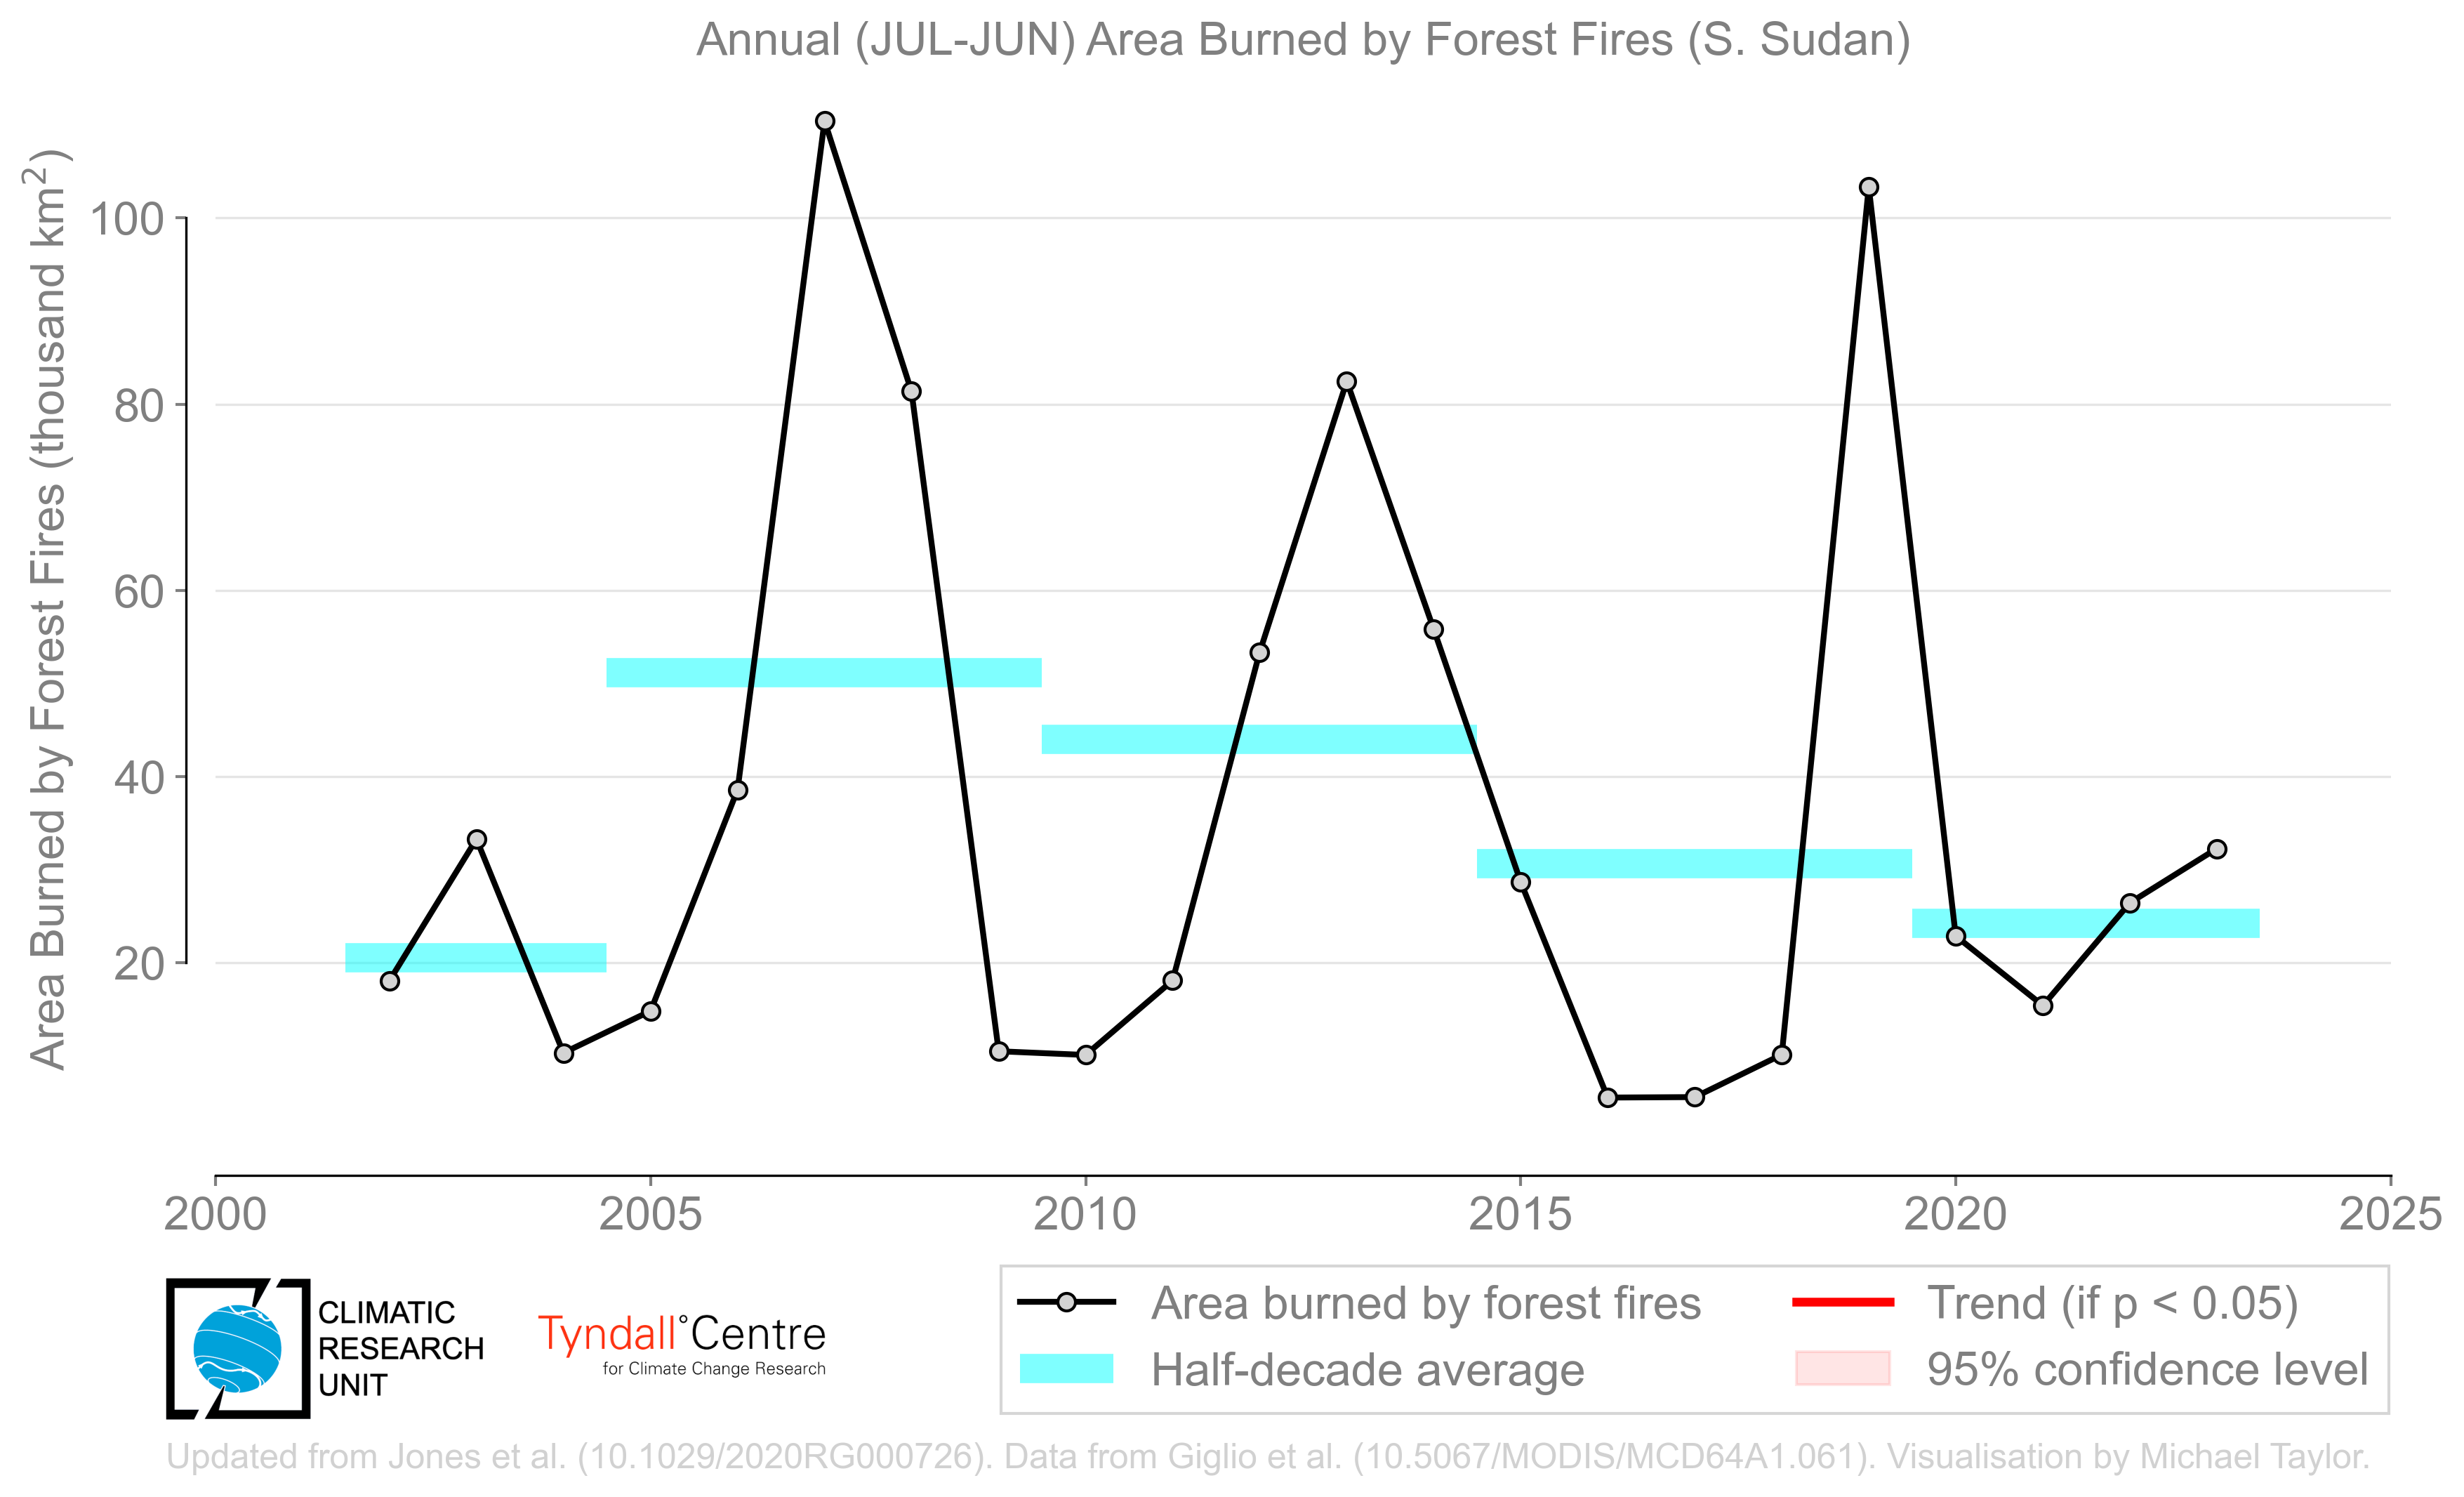 Annual (JUL-JUN) Area Burned by Forest Fires (S. Sudan)
Area Burned by Forest Fires (thousand km²)
100
80
60
40
20
2000 2005 2010 2015 2020 2025
CLIMATIC
RESEARCH
UNIT
Tyndall°Centre
for Climate Change Research
Area burned by forest fires
Half-decade average
Trend (if p < 0.05)
95% confidence level
Updated from Jones et al. (10.1029/2020RG000726). Data from Giglio et al. (10.5067/MODIS/MCD64A1.061). Visualisation by Michael Taylor.